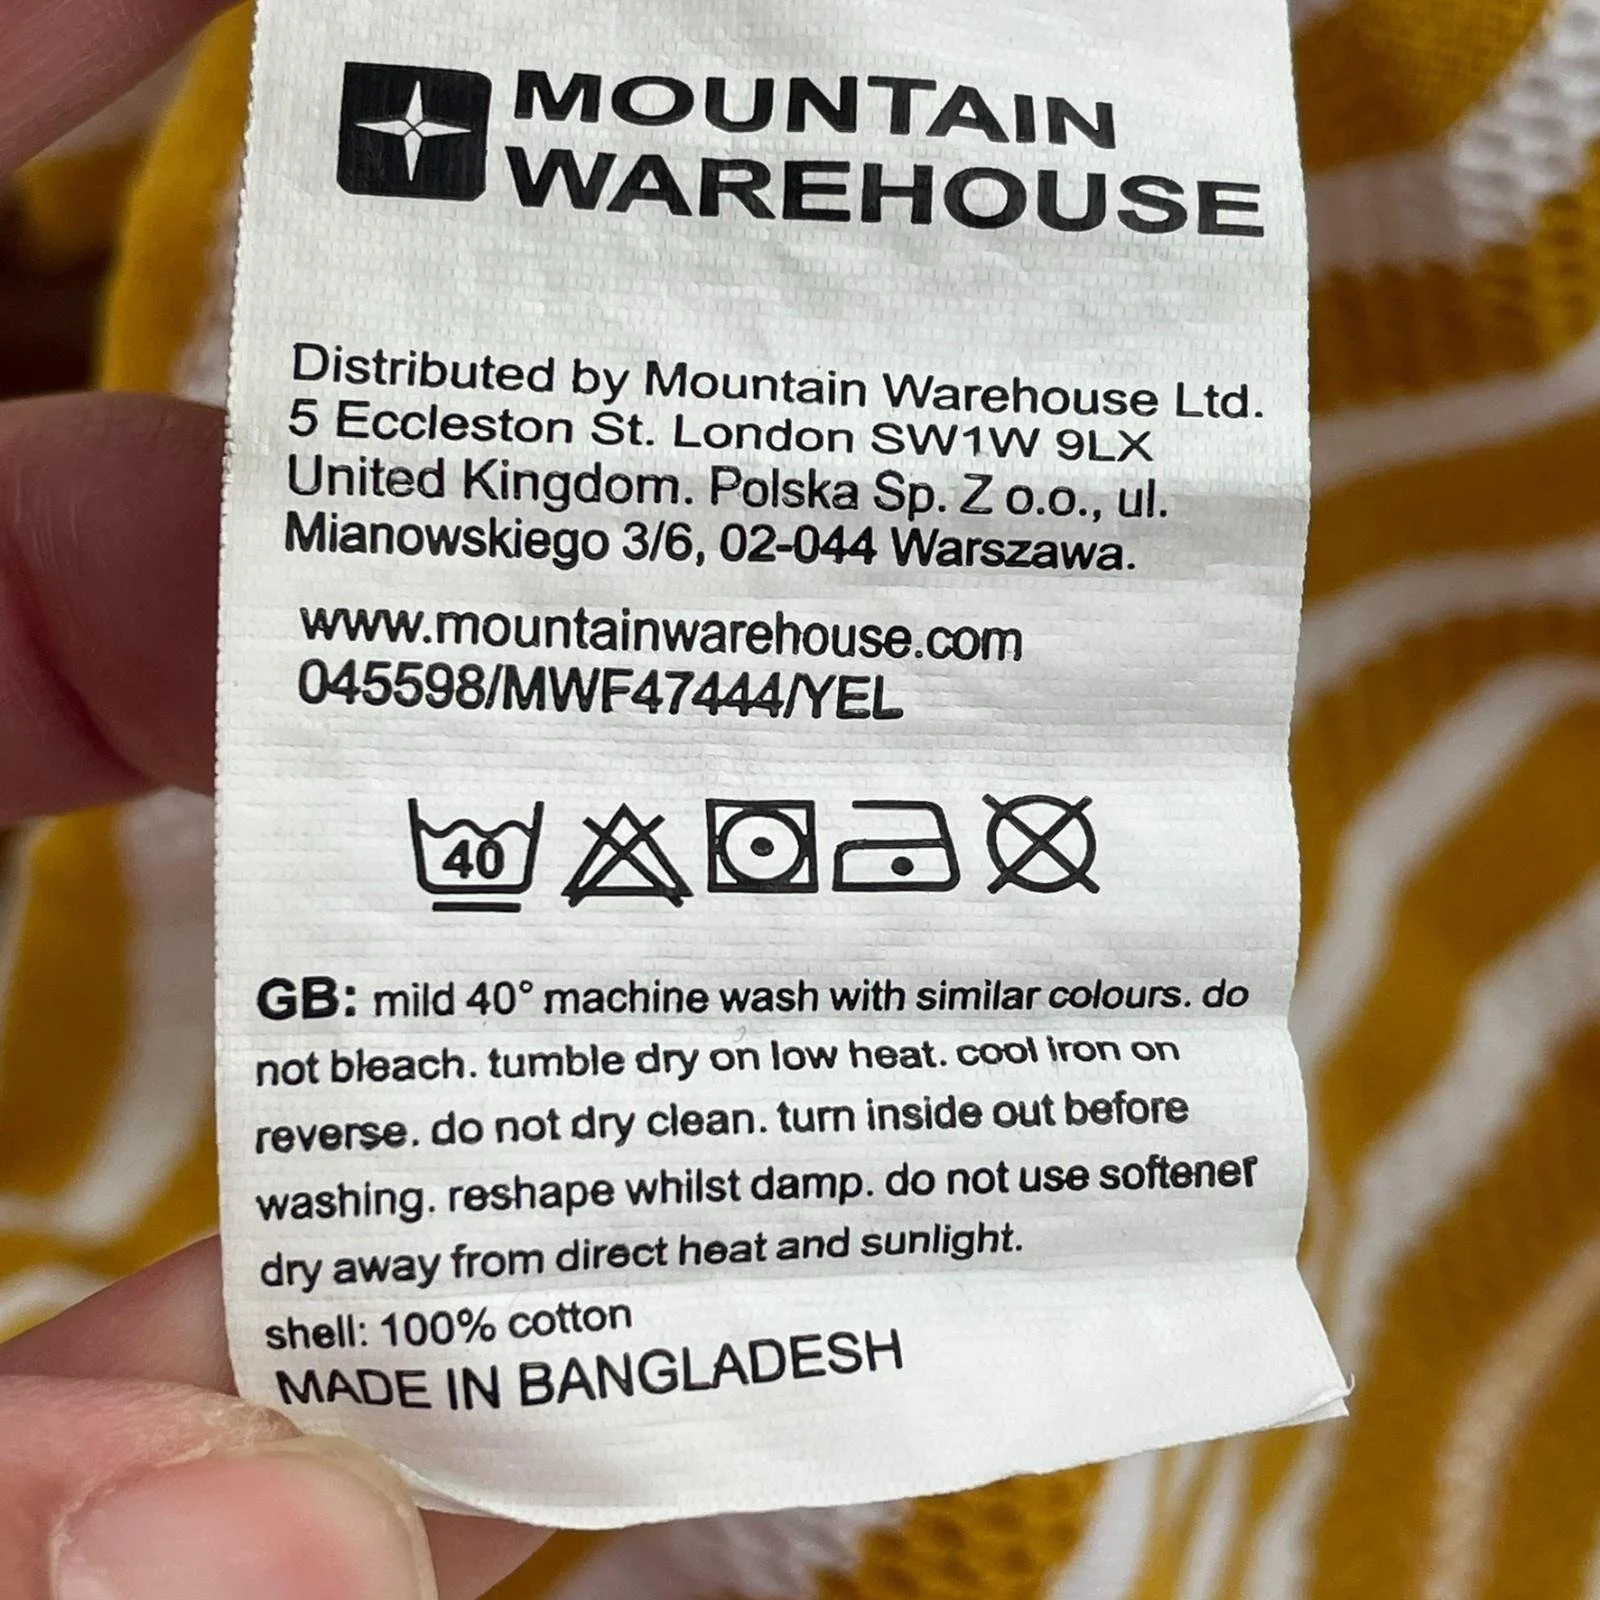 MOUNTAIN
WAREHOUSE
Distributed by Mountain Warehouse Ltd.
5 Eccleston St. London SW1W 9LX
United Kingdom. Polska Sp. Z o.o., ul.
Mianowskiego 3/6, 02-044 Warszawa.
www.mountainwarehouse.com
045598/MWF47444/YEL
40
GB: mild 40° machine wash with similar colours. do
not bleach. tumble dry on low heat. cool iron on
reverse. do not dry clean. turn inside out before
washing. reshape whilst damp. do not use softener
dry away from direct heat and sunlight.
shell: 100% cotton
MADE IN BANGLADESH